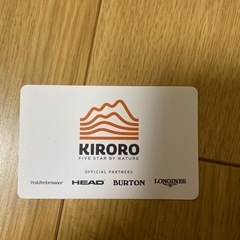 KIRORO
FIVE STAR BY NATURE
OFFICIAL PARTNERS
PeakPerformance HEAD BURTON LONGINES